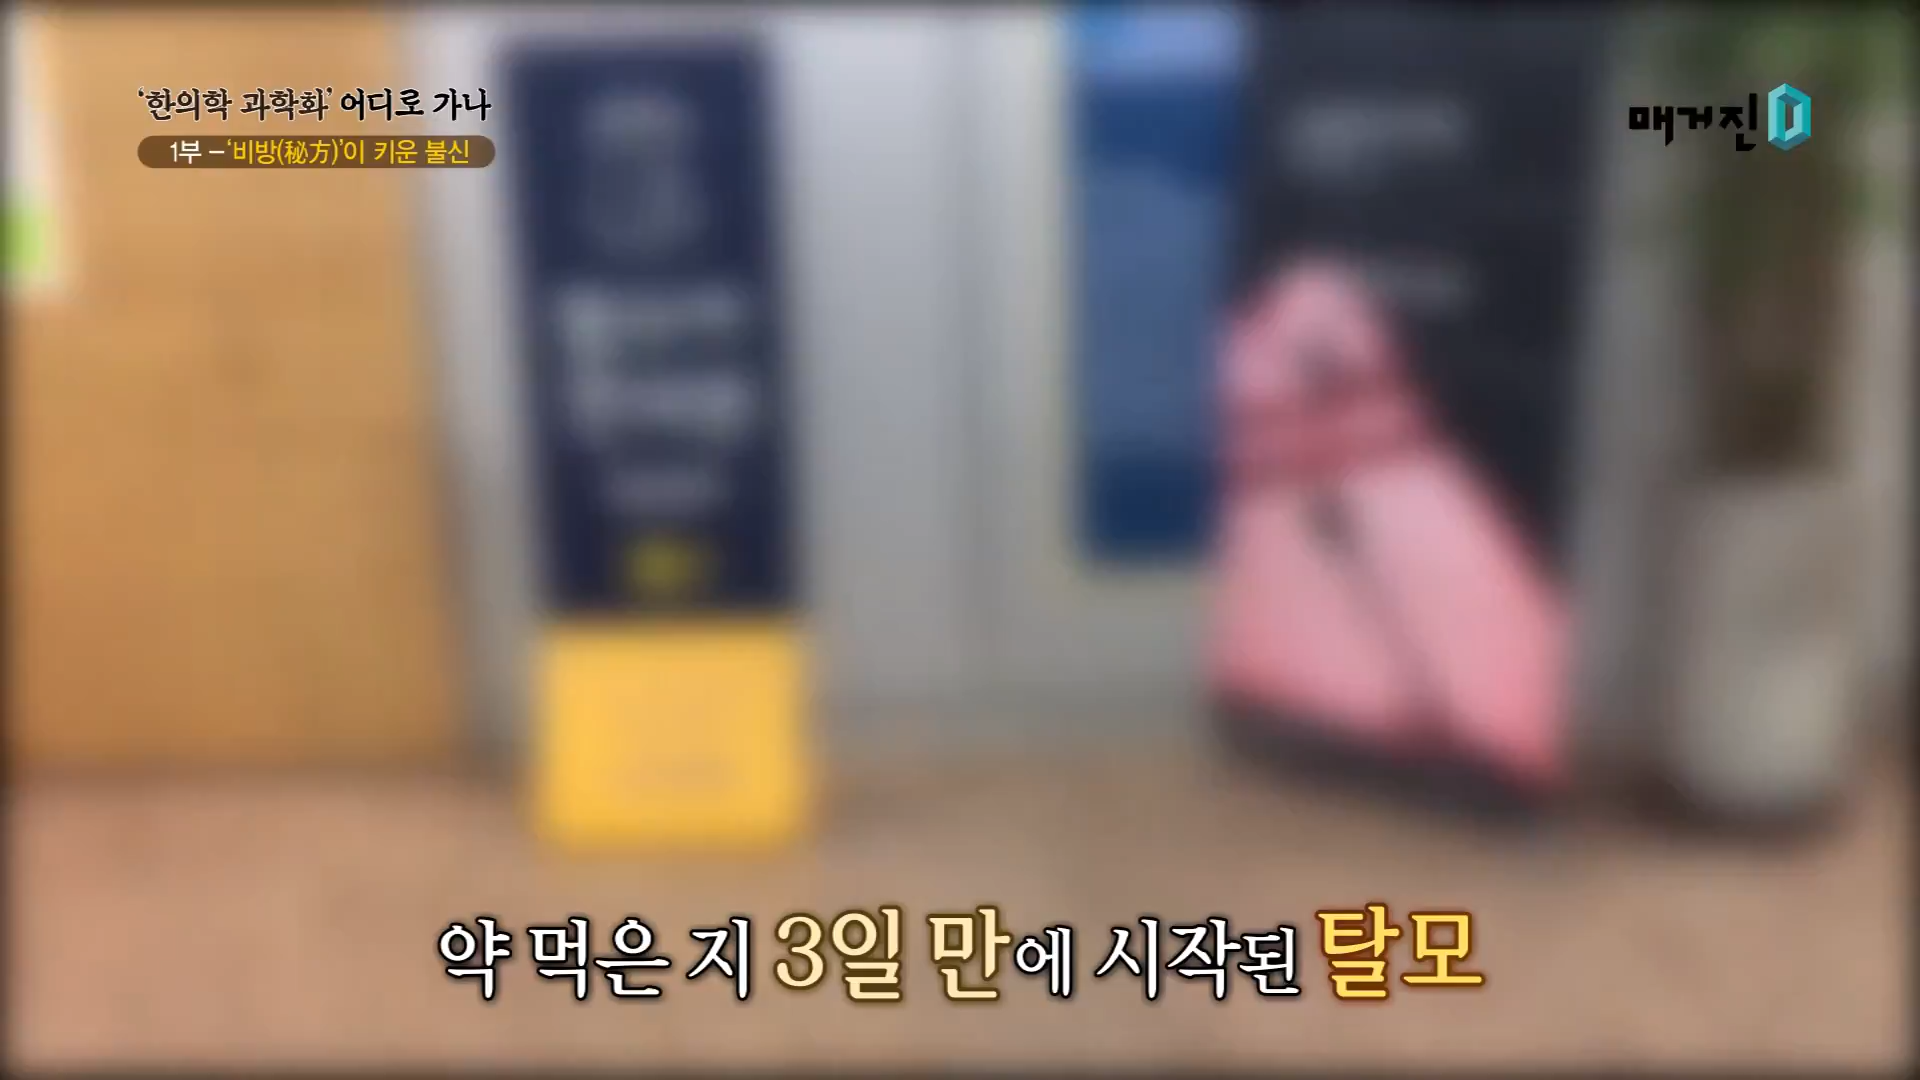 ‘한의학 과학화’ 어디로 가나
1부 – ‘비방(秘方)’이 키운 불신
매거진D
약 먹은 지 3일 만에 시작된 탈모